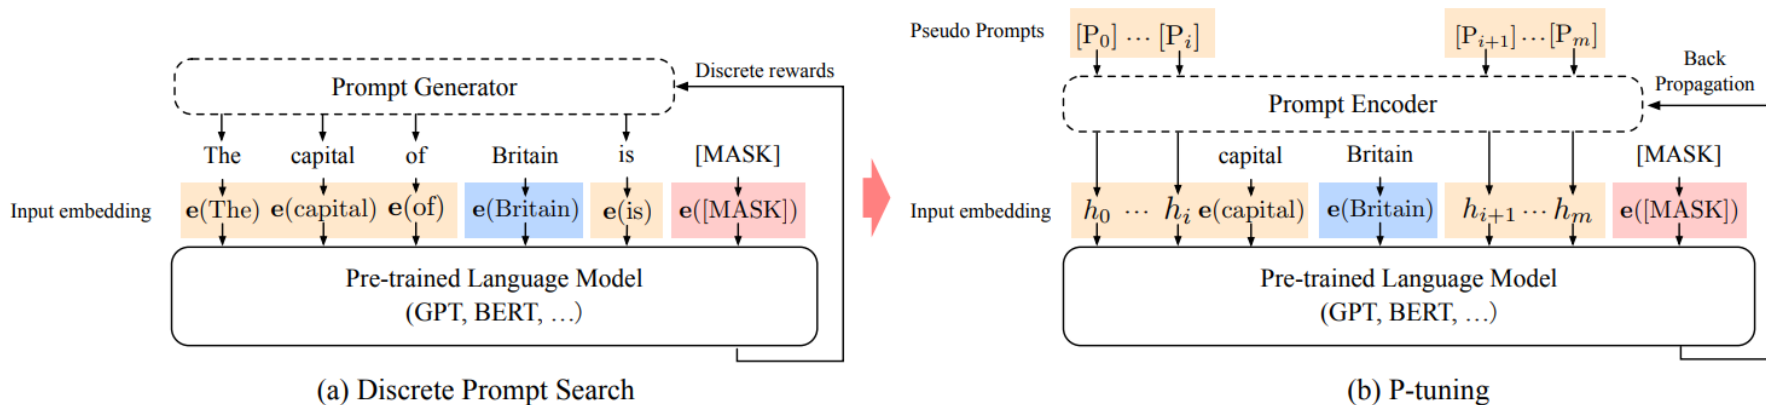 Prompt Generator
Discrete rewards
The capital of Britain is [MASK]
Input embedding e(The) e(capital) e(of) e(Britain) e(is) e([MASK])
Pre-trained Language Model
(GPT, BERT, …)
(a) Discrete Prompt Search
Pseudo Prompts [P₀] ⋯ [Pᵢ] [Pᵢ₊₁] ⋯ [Pₘ]
Back
Propagation
Prompt Encoder
capital Britain [MASK]
Input embedding h₀ ⋯ hᵢ e(capital) e(Britain) hᵢ₊₁ ⋯ hₘ e([MASK])
Pre-trained Language Model
(GPT, BERT, …)
(b) P-tuning